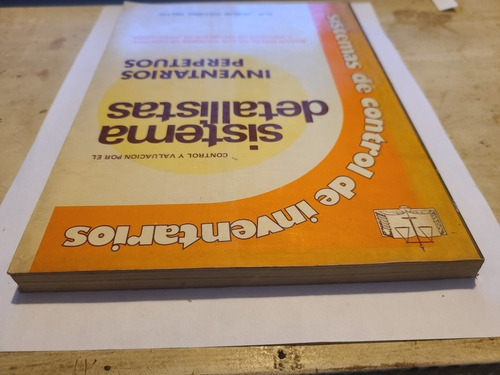 sistemas de control de inventarios
CONTROL Y VALUACION POR EL
sistema
detallistas
INVENTARIOS
PERPETUOS